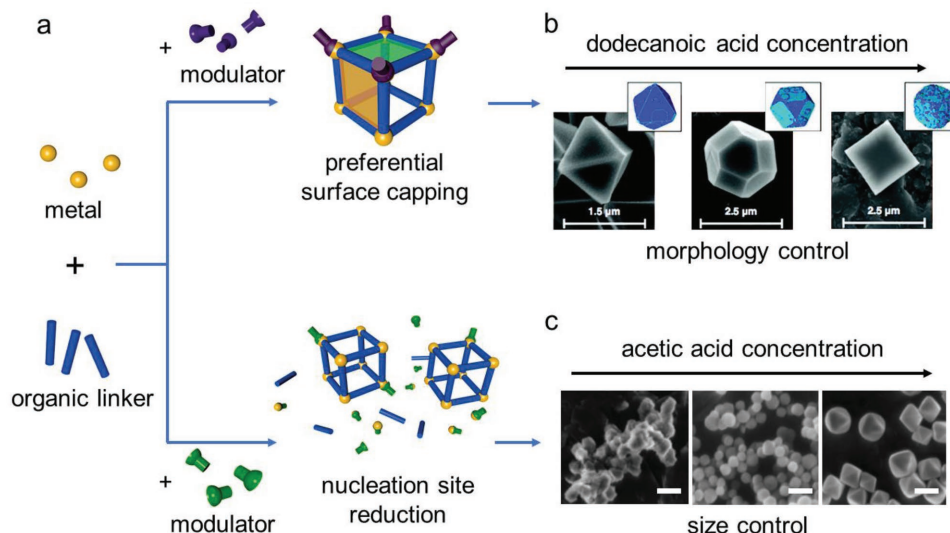 a
+
modulator
metal
+
organic linker
preferential
surface capping
+
modulator
nucleation site
reduction
b
dodecanoic acid concentration
1.5 µm
2.5 µm
2.5 µm
morphology control
c
acetic acid concentration
size control